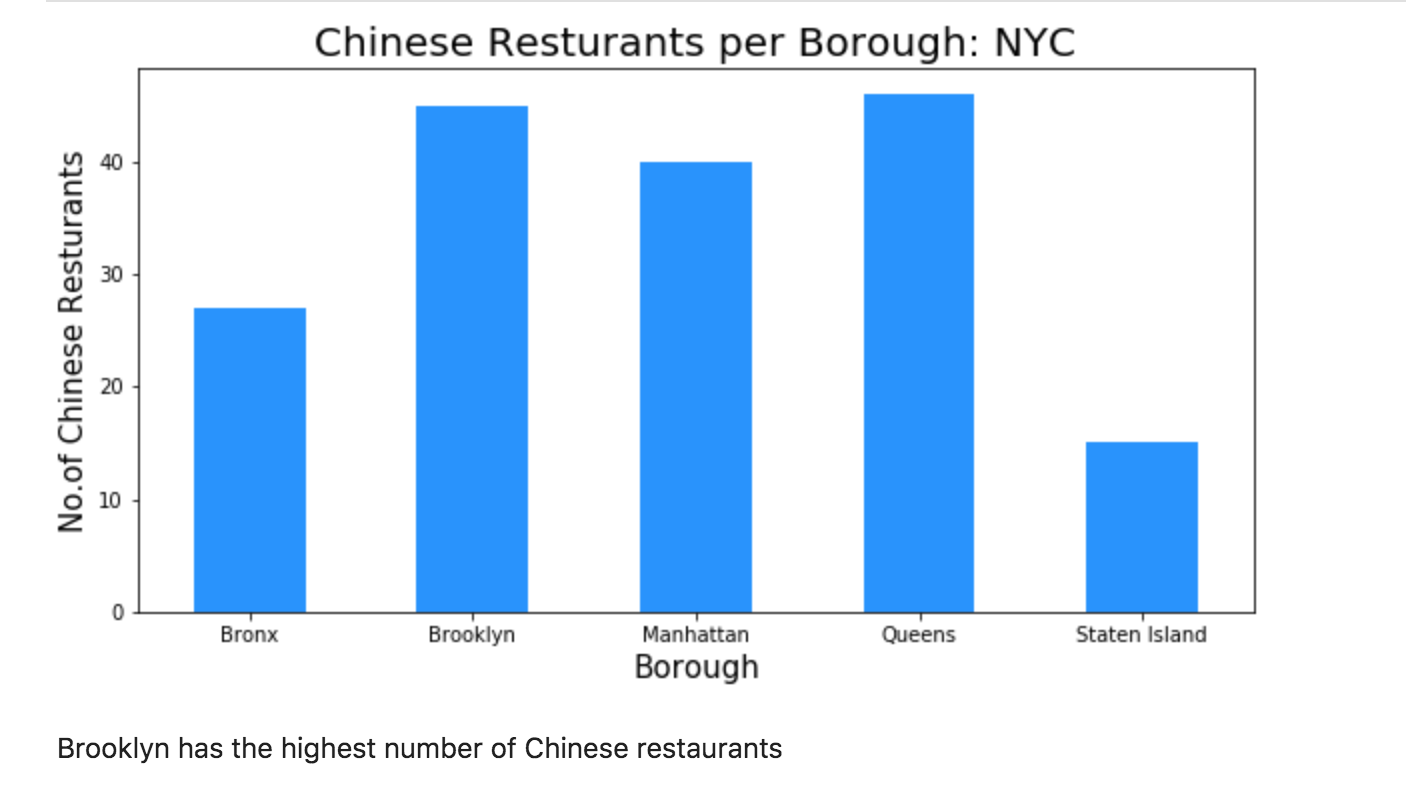 Chinese Resturants per Borough: NYC
No.of Chinese Resturants
40
30
20
10
0
Bronx Brooklyn Manhattan Queens Staten Island
Borough
Brooklyn has the highest number of Chinese restaurants